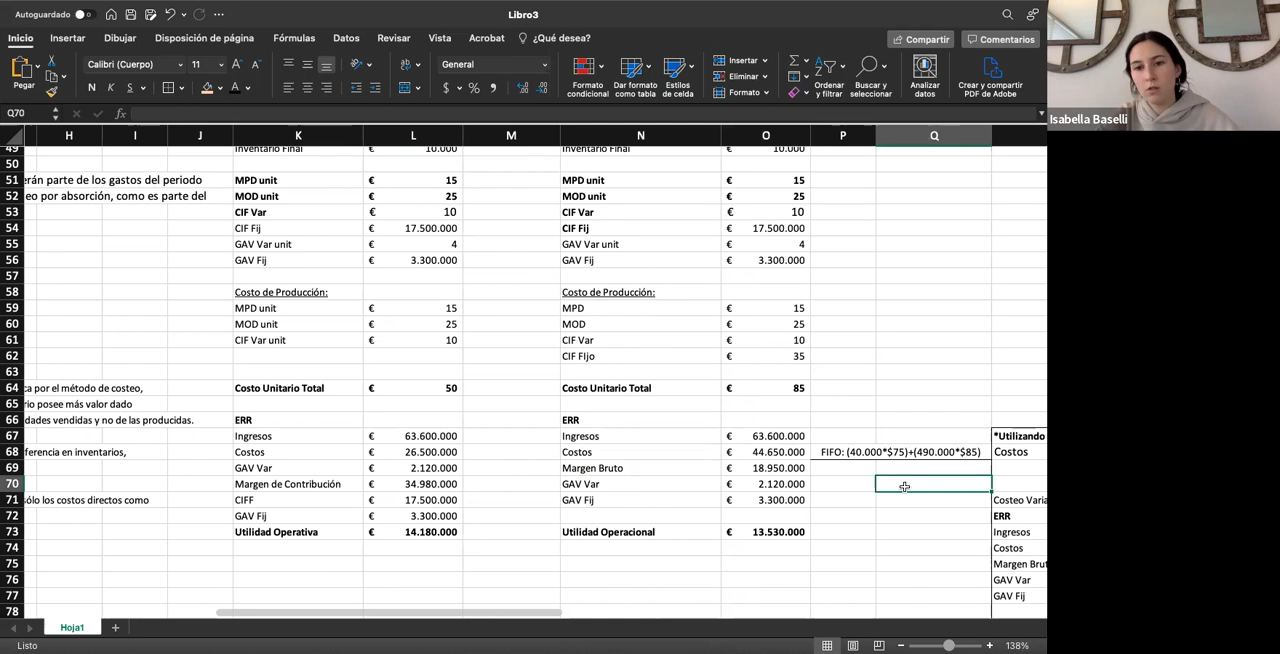 Autoguardado
Libro3
Inicio Insertar Dibujar Disposición de página Fórmulas Datos Revisar Vista Acrobat ¿Qué desea? Compartir Comentarios
Pegar Calibri (Cuerpo) 11 General Formato condicional Dar formato como tabla Estilos de celda Insertar Eliminar Formato Ordenar y filtrar Buscar y seleccionar Analizar datos Crear y compartir PDF de Adobe
N K S
Isabella Baselli
Q70 fx
H I J K L M N O P Q
49 Inventario Final € 10.000 Inventario Final € 10.000
50
51 erán parte de los gastos del periodo MPD unit € 15 MPD unit € 15
52 eo por absorción, como es parte del MOD unit € 25 MOD unit € 25
53 CIF Var € 10 CIF Var € 10
54 CIF Fij € 17.500.000 CIF Fij € 17.500.000
55 GAV Var unit € 4 GAV Var unit € 4
56 GAV Fij € 3.300.000 GAV Fij € 3.300.000
57
58 Costo de Producción: Costo de Producción:
59 MPD unit € 15 MPD € 15
60 MOD unit € 25 MOD € 25
61 CIF Var unit € 10 CIF Var € 10
62 CIF FIjo € 35
63
64 ca por el método de costeo, Costo Unitario Total € 50 Costo Unitario Total € 85
65 rio posee más valor dado
66 dades vendidas y no de las producidas. ERR ERR
67 Ingresos € 63.600.000 Ingresos € 63.600.000 *Utilizando
68 ferencia en inventarios, Costos € 26.500.000 Costos € 44.650.000 FIFO: (40.000*$75)+(490.000*$85) Costos
69 GAV Var € 2.120.000 Margen Bruto € 18.950.000
70 Margen de Contribución € 34.980.000 GAV Var € 2.120.000
71 sólo los costos directos como CIFF € 17.500.000 GAV Fij € 3.300.000 Costeo Varia
72 GAV Fij € 3.300.000 ERR
73 Utilidad Operativa € 14.180.000 Utilidad Operacional € 13.530.000 Ingresos
74 Costos
75 Margen Brut
76 GAV Var
77 GAV Fij
78
Hoja1 +
Listo 138%